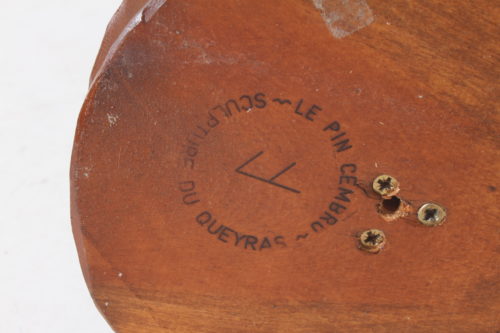 ~ LE PIN CEMBRO ~
SCULPTURE DU QUEYRAS